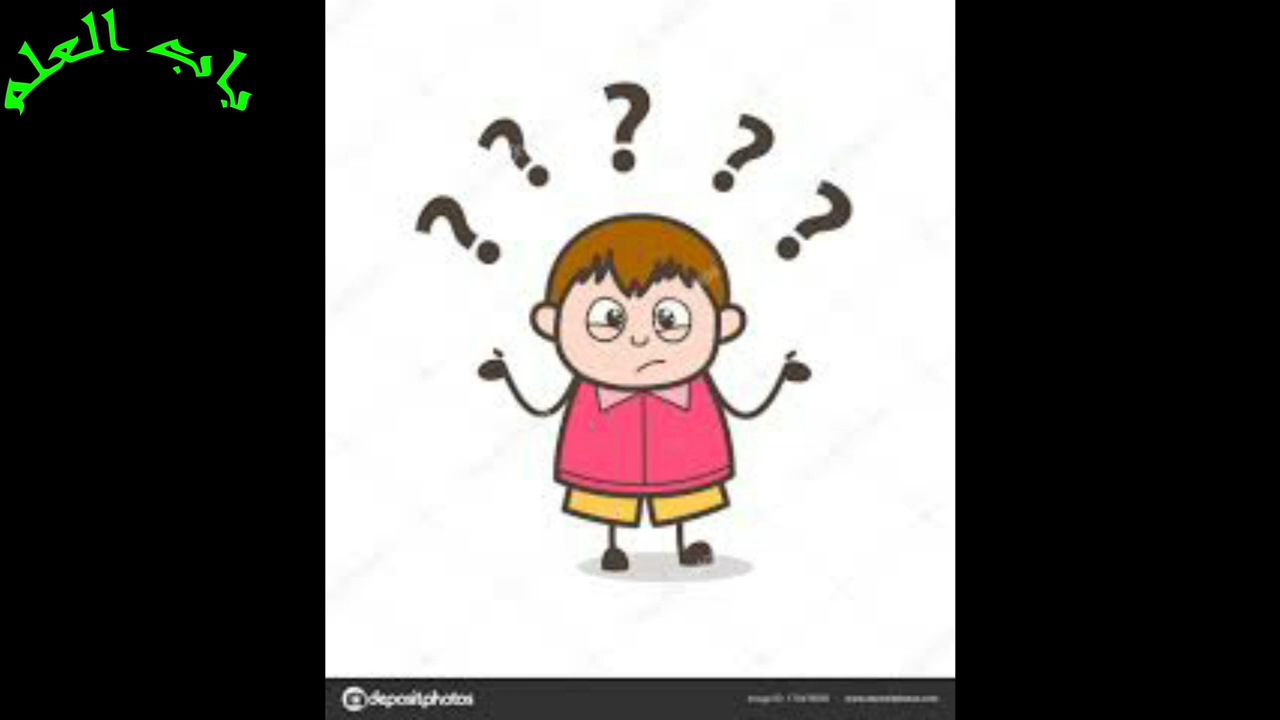 باب العلم
? ? ? ? ?
depositphotos